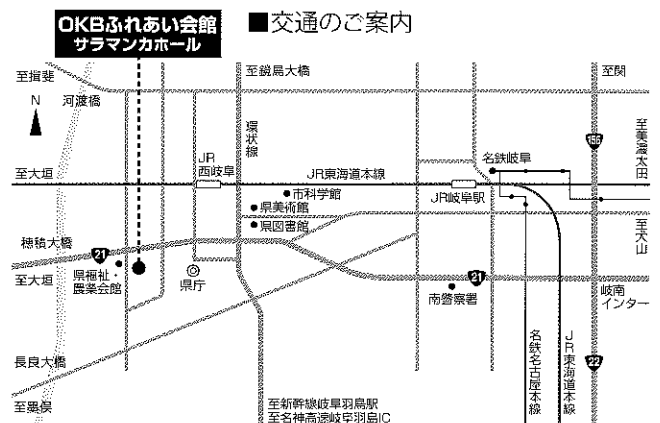 OKBふれあい会館
サラマンカホール
■交通のご案内
至揖斐
至鏡島大橋
至関
N
河渡橋
環状線
156
至美濃太田
JR
西岐阜
名鉄岐阜
至大垣
JR東海道本線
市科学館
JR岐阜駅
県美術館
県図書館
至犬山
穂積大橋
21
至大垣
県福祉・
農業会館
県庁
21
南警察署
岐南
インター
長良大橋
名鉄名古屋本線
JR東海道本線
22
至墨俣
至新幹線岐阜羽島駅
至名神高速岐阜羽島IC